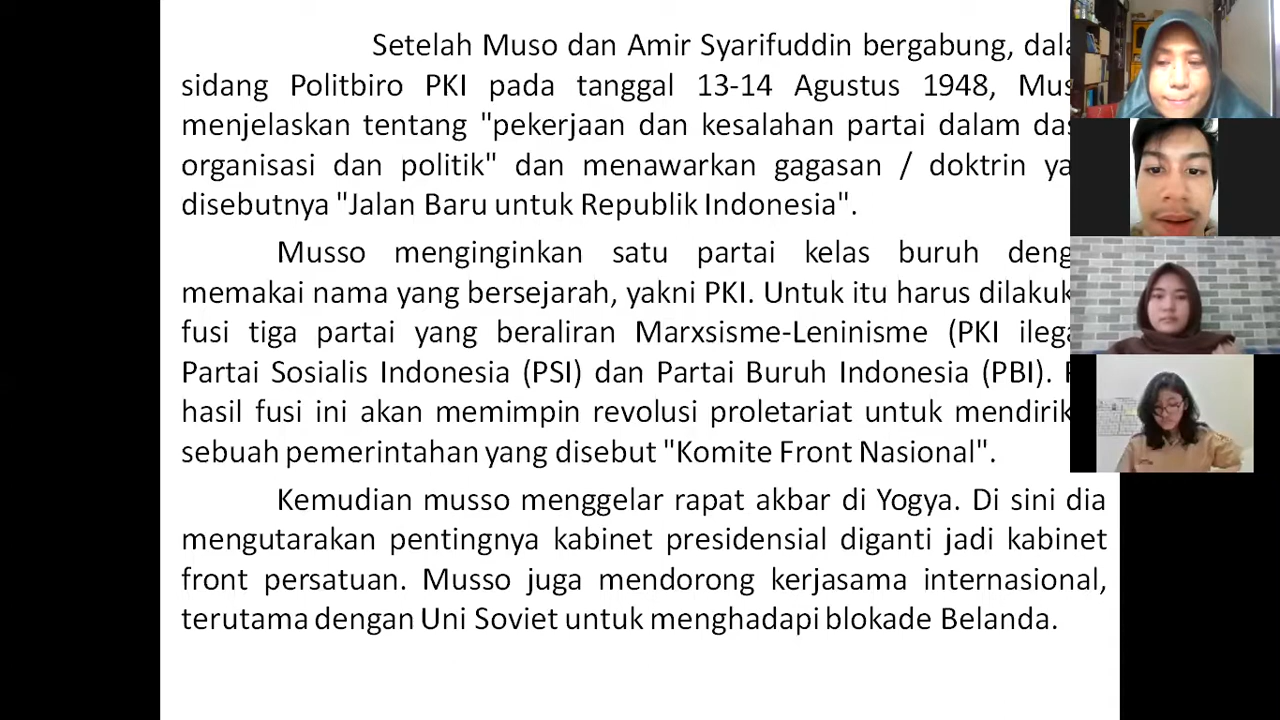 Setelah Muso dan Amir Syarifuddin bergabung,
sidang Politbiro PKI pada tanggal 13-14 Agustus 1948,
menjelaskan tentang "pekerjaan dan kesalahan partai dalam
organisasi dan politik" dan menawarkan gagasan / doktrin
disebutnya "Jalan Baru untuk Republik Indonesia".
Musso menginginkan satu partai kelas buruh
memakai nama yang bersejarah, yakni PKI. Untuk itu harus
fusi tiga partai yang beraliran Marxsisme-Leninisme (PKI
Partai Sosialis Indonesia (PSI) dan Partai Buruh Indonesia (PBI).
hasil fusi ini akan memimpin revolusi proletariat untuk
sebuah pemerintahan yang disebut "Komite Front Nasional".
Kemudian musso menggelar rapat akbar di Yogya. Di sini dia
mengutarakan pentingnya kabinet presidensial diganti jadi kabinet
front persatuan. Musso juga mendorong kerjasama internasional,
terutama dengan Uni Soviet untuk menghadapi blokade Belanda.